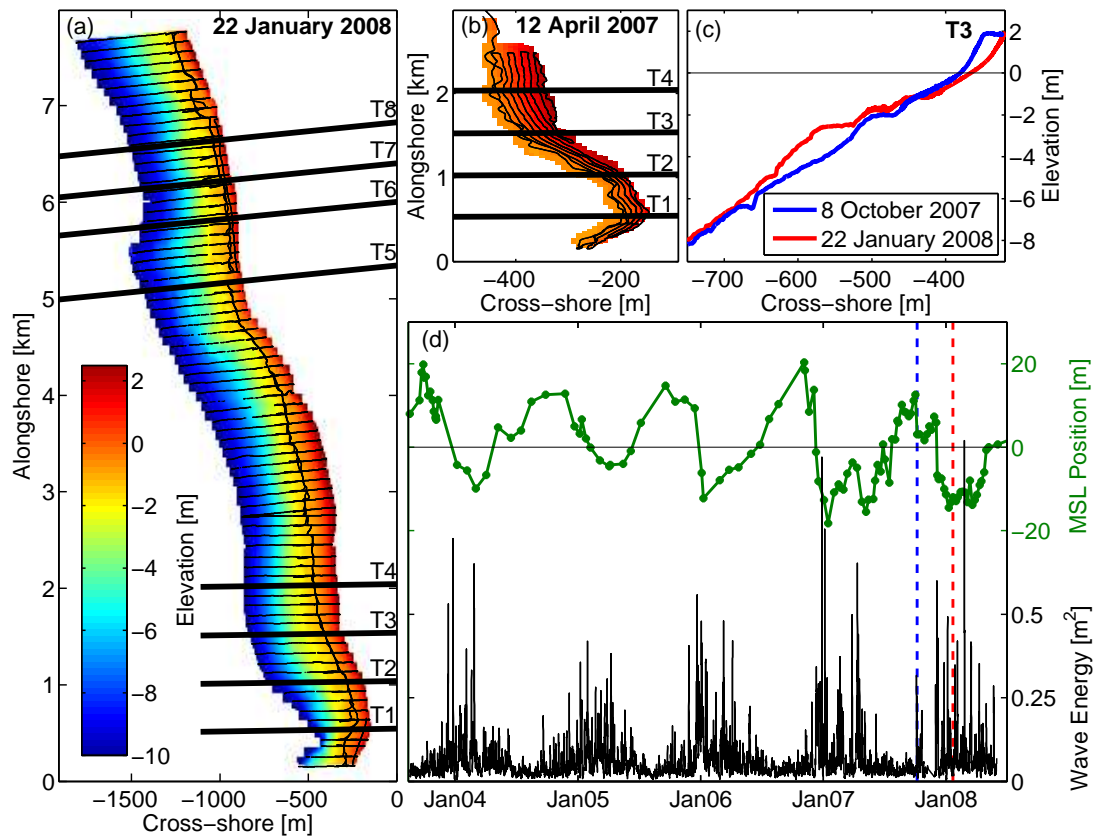 (a) 22 January 2008
Alongshore [km]
7
6
5
4
3
2
1
0
T8
T7
T6
T5
T4
T3
T2
T1
2
0
−2
−4
−6
−8
−10
Elevation [m]
−1500 −1000 −500 0
Cross−shore [m]
(b) 12 April 2007
Alongshore [km]
2
1
0
T4
T3
T2
T1
−400 −200
Cross−shore [m]
(c) T3
2
0
−2
−4
−6
−8
Elevation [m]
8 October 2007
22 January 2008
−700 −600 −500 −400
Cross−shore [m]
(d)
20
0
−20
MSL Position [m]
0.5
0.25
0
Wave Energy [m²]
Jan04 Jan05 Jan06 Jan07 Jan08